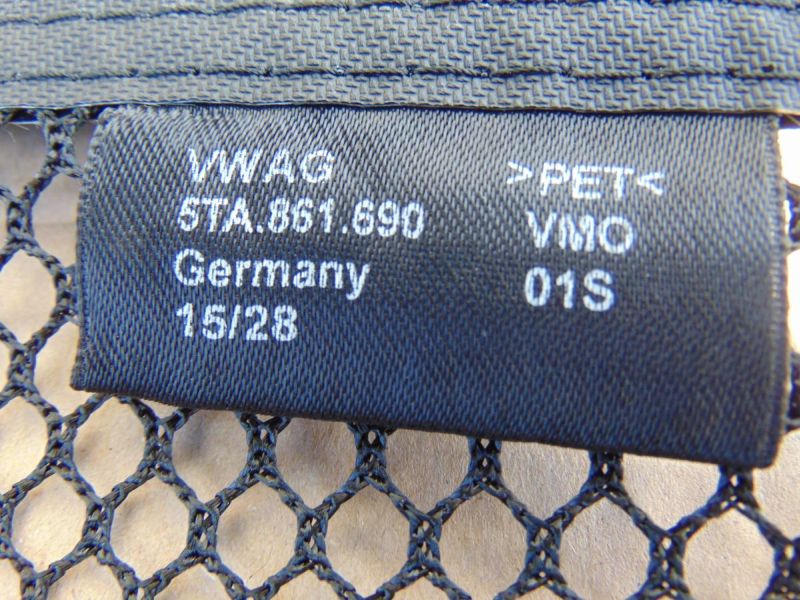 VWAG
5TA.861.690
Germany
15/28
>PET<
VMO
01S